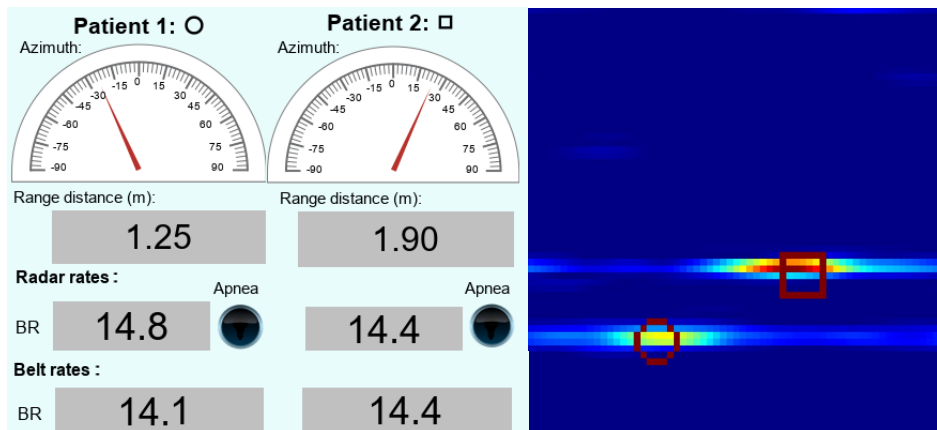 Patient 1:
Azimuth:
-90 -75 -60 -45 -30 -15 0 15 30 45 60 75 90
Range distance (m):
1.25
Radar rates :
Apnea
BR 14.8
Belt rates :
BR 14.1
Patient 2:
Azimuth:
-90 -75 -60 -45 -30 -15 0 15 30 45 60 75 90
Range distance (m):
1.90
Apnea
14.4
14.4